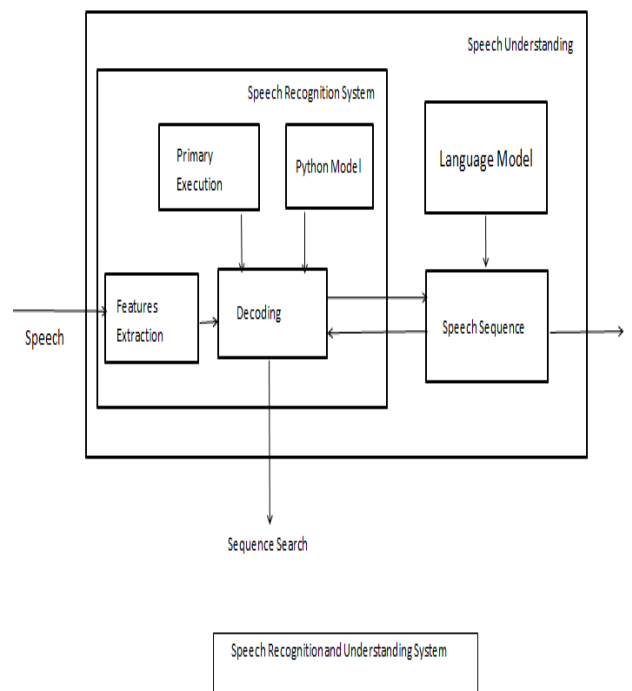 Speech Understanding
Speech Recognition System
Primary
Execution
Python Model
Language Model
Features
Extraction
Decoding
Speech Sequence
Speech
Sequence Search
Speech Recognition and Understanding System